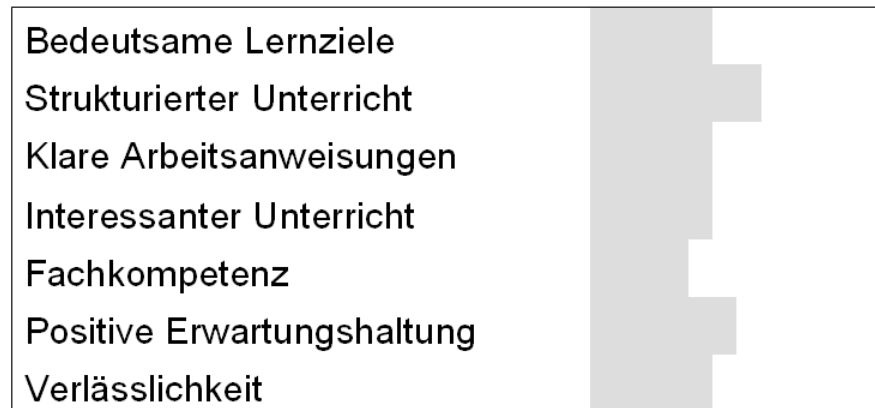 Bedeutsame Lernziele
Strukturierter Unterricht
Klare Arbeitsanweisungen
Interessanter Unterricht
Fachkompetenz
Positive Erwartungshaltung
Verlässlichkeit